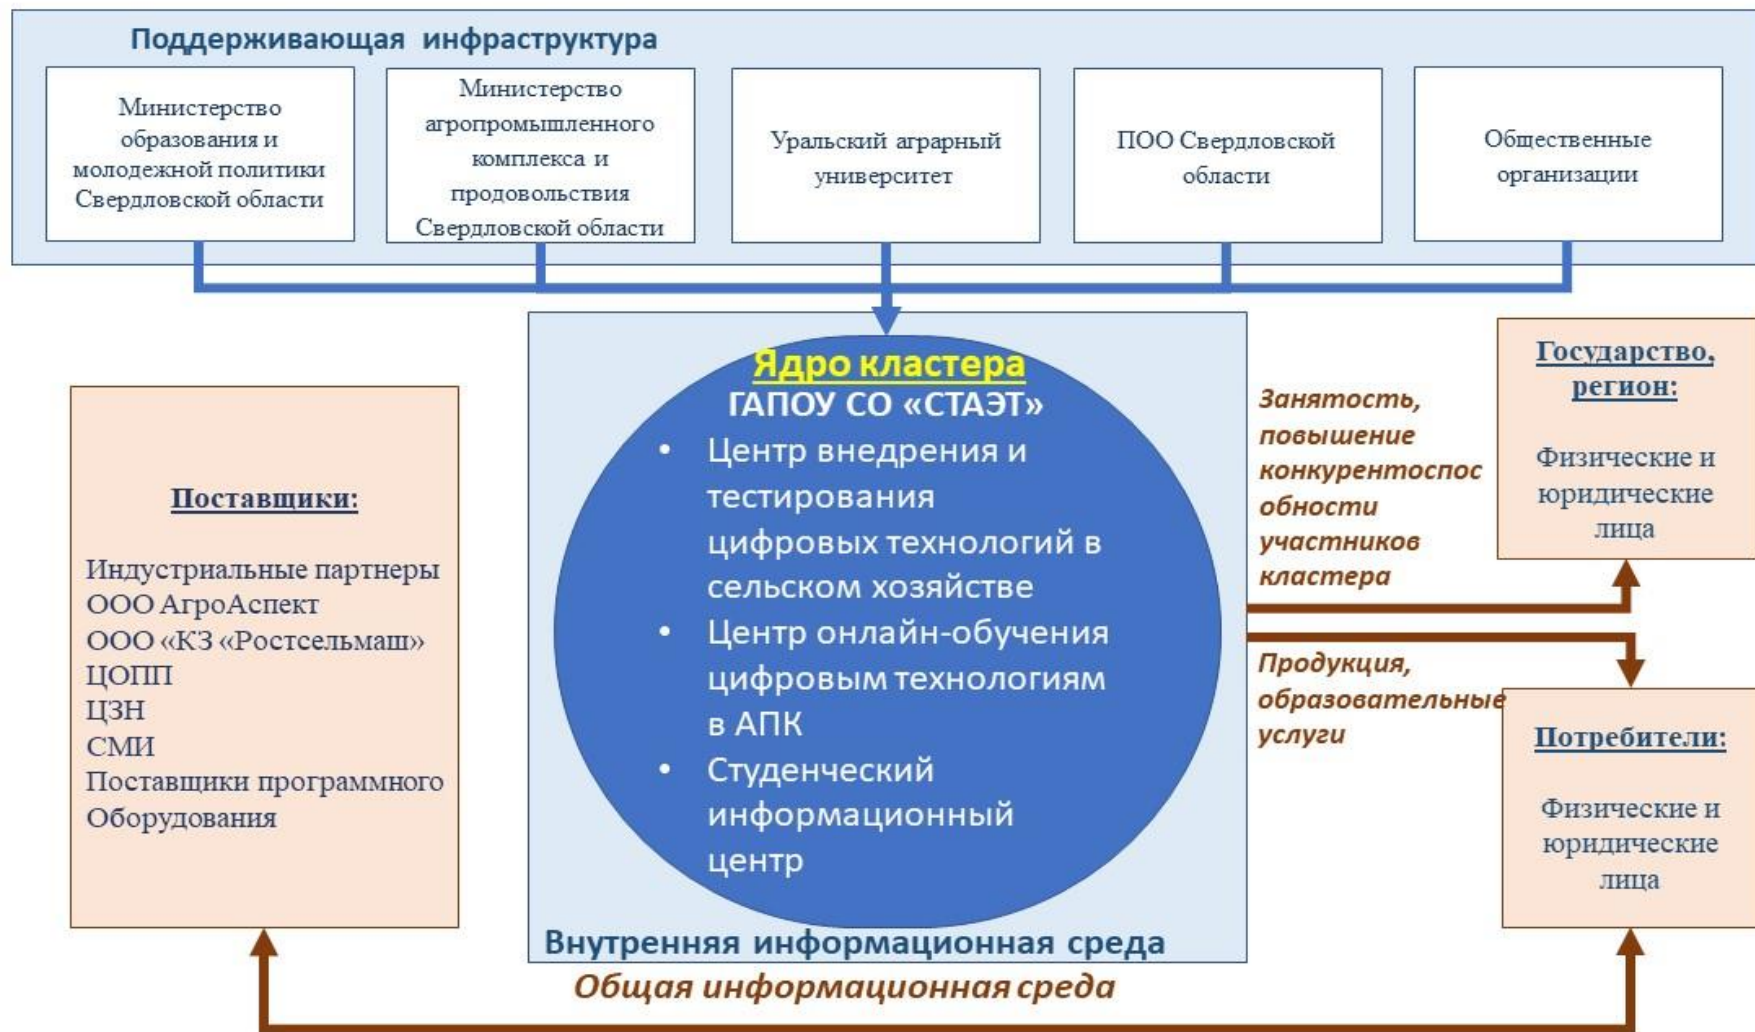 Поддерживающая инфраструктура
Министерство
образования и
молодежной политики
Свердловской области
Министерство
агропромышленного
комплекса и
продовольствия
Свердловской области
Уральский аграрный
университет
ПОО Свердловской
области
Общественные
организации
Поставщики:
Индустриальные партнеры
ООО АгроАспект
ООО «КЗ «Ростсельмаш»
ЦОПП
ЦЗН
СМИ
Поставщики программного
Оборудования
Ядро кластера
ГАПОУ СО «СТАЭТ»
• Центр внедрения и
тестирования
цифровых технологий в
сельском хозяйстве
• Центр онлайн-обучения
цифровым технологиям
в АПК
• Студенческий
информационный
центр
Внутренняя информационная среда
Общая информационная среда
Занятость,
повышение
конкурентоспос
обности
участников
кластера
Продукция,
образовательные
услуги
Государство,
регион:
Физические и
юридические
лица
Потребители:
Физические и
юридические
лица